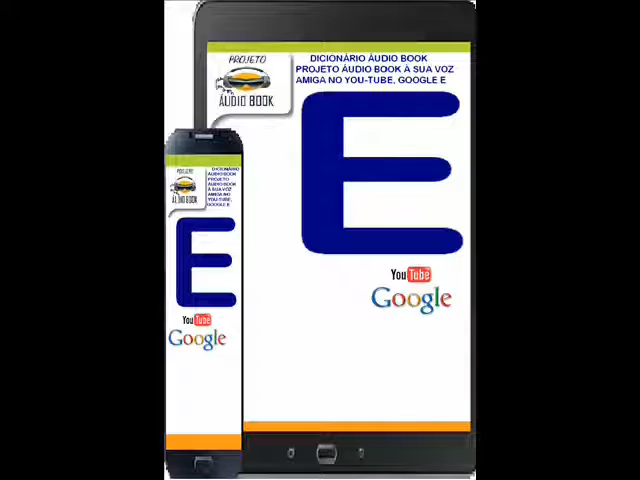 PROJETO
ÁUDIO BOOK
DICIONÁRIO ÁUDIO BOOK
PROJETO ÁUDIO BOOK À SUA VOZ
AMIGA NO YOU-TUBE. GOOGLE E
E
YouTube
Google
PROJETO
ÁUDIO BOOK
DICIONÁRIO
ÁUDIO BOOK
PROJETO
ÁUDIO BOOK
À SUA VOZ
AMIGA NO
YOU-TUBE.
GOOGLE E
E
YouTube
Google